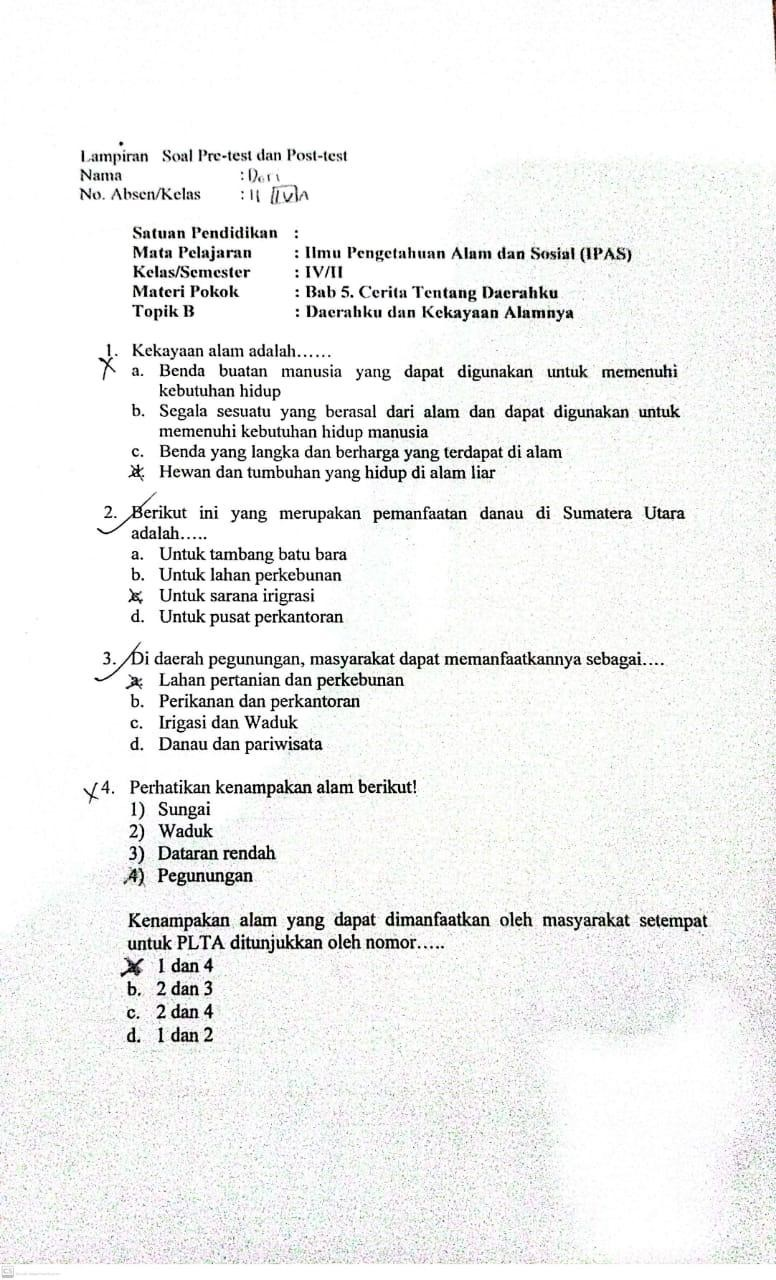 Lampiran Soal Pre-test dan Post-test
Nama : Deri
No. Absen/Kelas : 11 IVA
Satuan Pendidikan :
Mata Pelajaran : Ilmu Pengetahuan Alam dan Sosial (IPAS)
Kelas/Semester : IV/II
Materi Pokok : Bab 5. Cerita Tentang Daerahku
Topik B : Daerahku dan Kekayaan Alamnya
1. Kekayaan alam adalah……
a. Benda buatan manusia yang dapat digunakan untuk memenuhi
kebutuhan hidup
b. Segala sesuatu yang berasal dari alam dan dapat digunakan untuk
memenuhi kebutuhan hidup manusia
c. Benda yang langka dan berharga yang terdapat di alam
d. Hewan dan tumbuhan yang hidup di alam liar
2. Berikut ini yang merupakan pemanfaatan danau di Sumatera Utara
adalah…..
a. Untuk tambang batu bara
b. Untuk lahan perkebunan
c. Untuk sarana irigrasi
d. Untuk pusat perkantoran
3. Di daerah pegunungan, masyarakat dapat memanfaatkannya sebagai….
a. Lahan pertanian dan perkebunan
b. Perikanan dan perkantoran
c. Irigasi dan Waduk
d. Danau dan pariwisata
4. Perhatikan kenampakan alam berikut!
1) Sungai
2) Waduk
3) Dataran rendah
4) Pegunungan
Kenampakan alam yang dapat dimanfaatkan oleh masyarakat setempat
untuk PLTA ditunjukkan oleh nomor…..
a. 1 dan 4
b. 2 dan 3
c. 2 dan 4
d. 1 dan 2
CS